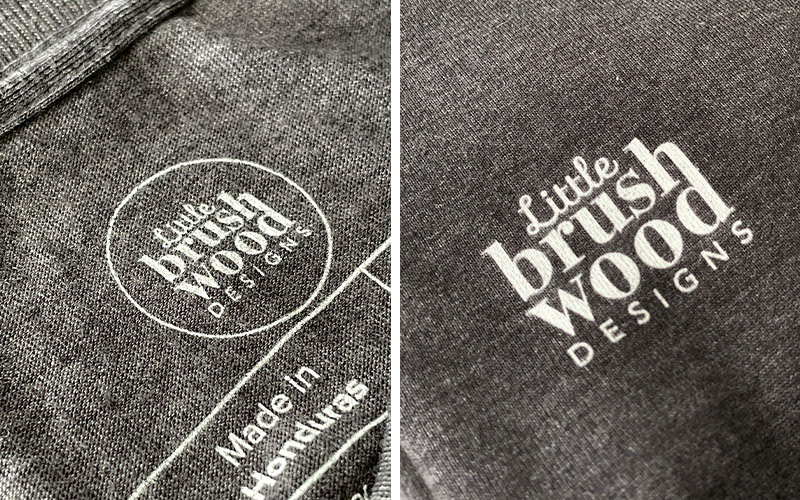 Little
brush
wood
DESIGNS
Made in
Honduras
Little
brush
wood
DESIGNS